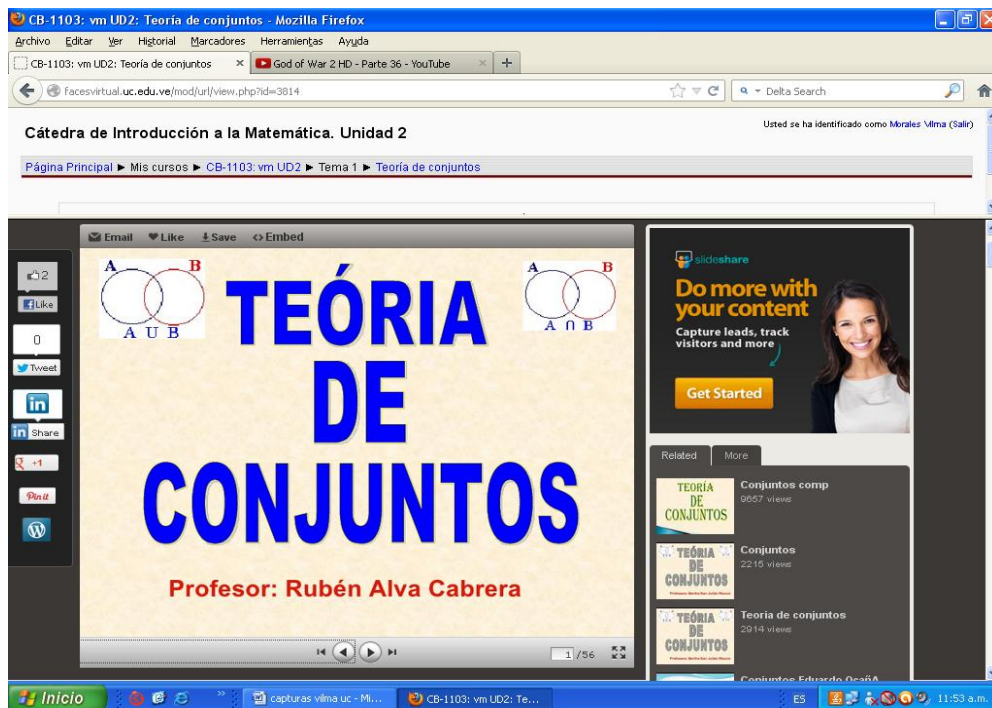 CB-1103: vm UD2: Teoría de conjuntos - Mozilla Firefox
Archivo Editar Ver Historial Marcadores Herramientas Ayuda
CB-1103: vm UD2: Teoría de conjuntos
God of War 2 HD - Parte 36 - YouTube
facesvirtual.uc.edu.ve/mod/url/view.php?id=3814
Delta Search
Cátedra de Introducción a la Matemática. Unidad 2
Usted se ha identificado como Morales Vilma (Salir)
Página Principal ► Mis cursos ► CB-1103: vm UD2 ► Tema 1 ► Teoría de conjuntos
Email Like Save Embed
2
Like
0
Tweet
in
in Share
+1
Pin it
A B
A U B
A B
A ∩ B
TEÓRIA
DE
CONJUNTOS
Profesor: Rubén Alva Cabrera
1 /56
slideshare
Do more with
your content
Capture leads, track
visitors and more
Get Started
Related More
TEORÍA
DE
CONJUNTOS
Conjuntos comp
9657 views
TEÓRIA
DE
CONJUNTOS
Conjuntos
2215 views
TEÓRIA
DE
CONJUNTOS
Teoria de conjuntos
2914 views
Conjuntos Eduardo OcañA
Inicio
capturas vilma uc - Mi...
CB-1103: vm UD2: Te...
ES
11:53 a.m.